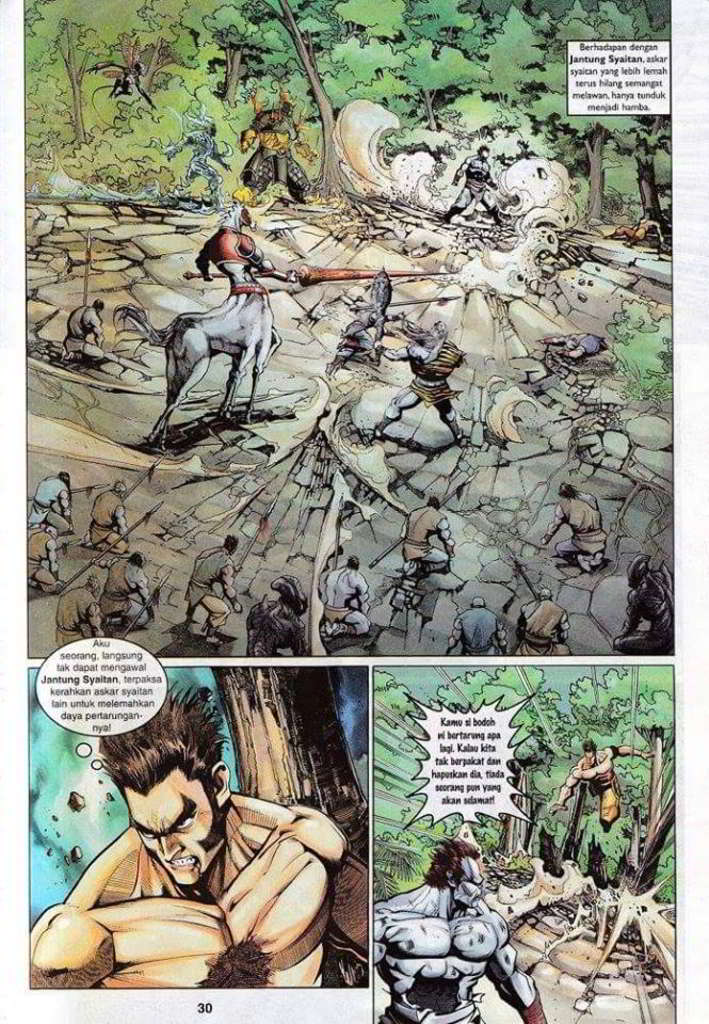 Berhadapan dengan
Jantung Syaitan, askar
syaitan yang lebih lemah
terus hilang semangat
melawan, hanya tunduk
menjadi hamba.
Aku
seorang, langsung
tak dapat mengawal
Jantung Syaitan, terpaksa
kerahkan askar syaitan
lain untuk melemahkan
daya pertarungan-
nya!
Kamu si bodoh
ni bertarung apa
lagi. Kalau kita
tak berpakat dan
hapuskan dia, tiada
seorang pun yang
akan selamat!
30